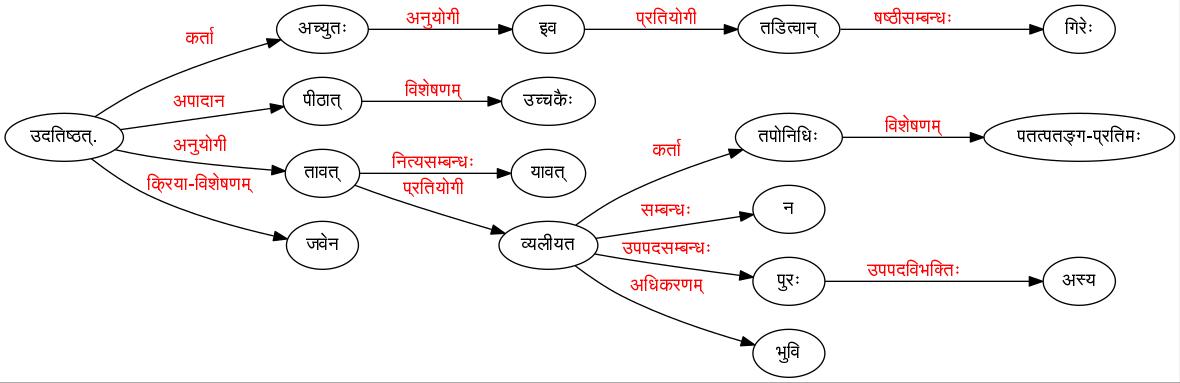 अच्युतः
अनुयोगी
इव
प्रतियोगी
तडित्वान्
षष्ठीसम्बन्धः
गिरेः
कर्ता
अपादान
पीठात्
विशेषणम्
उच्चकैः
उदतिष्ठत्.
अनुयोगी
तावत्
नित्यसम्बन्धः
यावत्
प्रतियोगी
क्रिया-विशेषणम्
जवेन
व्यलीयत
कर्ता
तपोनिधिः
विशेषणम्
पतत्पतङ्ग-प्रतिमः
सम्बन्धः
न
उपपदसम्बन्धः
पुरः
उपपदविभक्तिः
अस्य
अधिकरणम्
भुवि